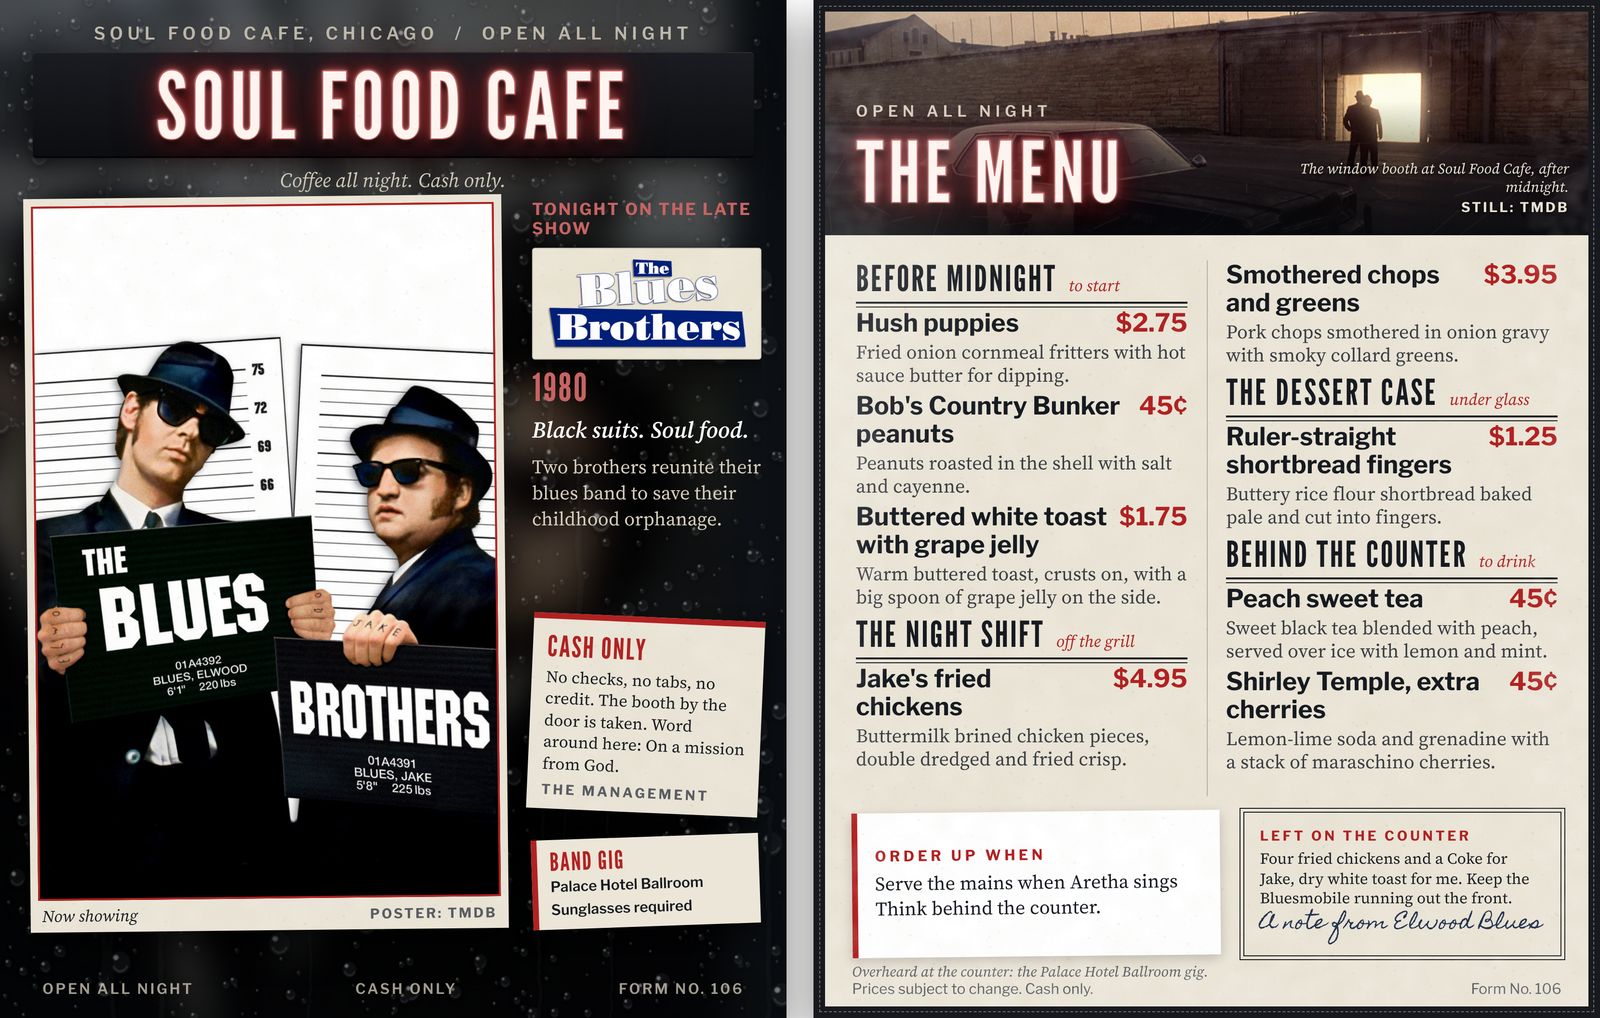 SOUL FOOD CAFE, CHICAGO / OPEN ALL NIGHT
SOUL FOOD CAFE
Coffee all night. Cash only.
TONIGHT ON THE LATE
SHOW
The
Blues
Brothers
1980
Black suits. Soul food.
Two brothers reunite their
blues band to save their
childhood orphanage.
75
72
69
66
THE
BLUES
01A4392
BLUES, ELWOOD
6'1" 220 lbs
JAKE
BROTHERS
01A4391
BLUES, JAKE
5'8" 225 lbs
Now showing
POSTER: TMDB
CASH ONLY
No checks, no tabs, no
credit. The booth by the
door is taken. Word
around here: On a mission
from God.
THE MANAGEMENT
BAND GIG
Palace Hotel Ballroom
Sunglasses required
OPEN ALL NIGHT
CASH ONLY
FORM NO. 106
OPEN ALL NIGHT
THE MENU
The window booth at Soul Food Cafe, after
midnight.
STILL: TMDB
BEFORE MIDNIGHT to start
Hush puppies $2.75
Fried onion cornmeal fritters with hot
sauce butter for dipping.
Bob's Country Bunker 45¢
peanuts
Peanuts roasted in the shell with salt
and cayenne.
Buttered white toast $1.75
with grape jelly
Warm buttered toast, crusts on, with a
big spoon of grape jelly on the side.
THE NIGHT SHIFT off the grill
Jake's fried $4.95
chickens
Buttermilk brined chicken pieces,
double dredged and fried crisp.
Smothered chops $3.95
and greens
Pork chops smothered in onion gravy
with smoky collard greens.
THE DESSERT CASE under glass
Ruler-straight $1.25
shortbread fingers
Buttery rice flour shortbread baked
pale and cut into fingers.
BEHIND THE COUNTER to drink
Peach sweet tea 45¢
Sweet black tea blended with peach,
served over ice with lemon and mint.
Shirley Temple, extra 45¢
cherries
Lemon-lime soda and grenadine with
a stack of maraschino cherries.
ORDER UP WHEN
Serve the mains when Aretha sings
Think behind the counter.
LEFT ON THE COUNTER
Four fried chickens and a Coke for
Jake, dry white toast for me. Keep the
Bluesmobile running out the front.
A note from Elwood Blues
Overheard at the counter: the Palace Hotel Ballroom gig.
Prices subject to change. Cash only.
Form No. 106